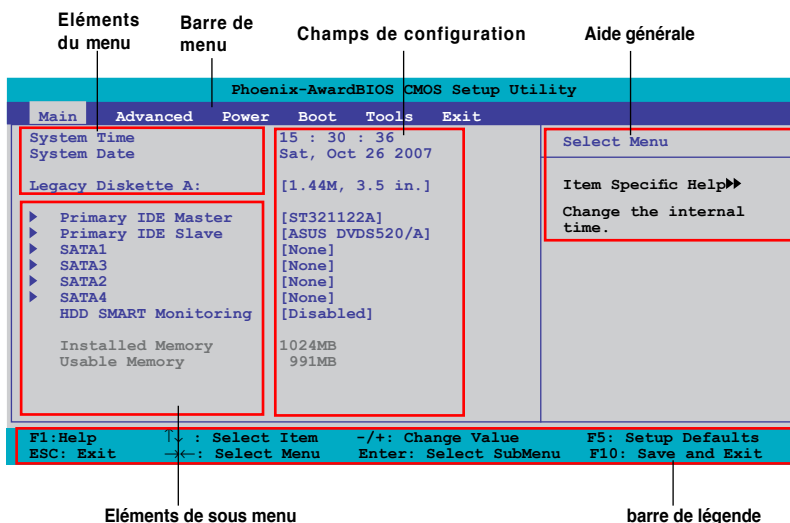 Eléments du menu
Barre de menu
Champs de configuration
Aide générale
Phoenix-AwardBIOS CMOS Setup Utility
Main Advanced Power Boot Tools Exit
System Time 15 : 30 : 36
System Date Sat, Oct 26 2007
Legacy Diskette A: [1.44M, 3.5 in.]
Primary IDE Master [ST321122A]
Primary IDE Slave [ASUS DVDS520/A]
SATA1 [None]
SATA3 [None]
SATA2 [None]
SATA4 [None]
HDD SMART Monitoring [Disabled]
Installed Memory 1024MB
Usable Memory 991MB
Select Menu
Item Specific Help
Change the internal
time.
F1:Help ↑↓ : Select Item -/+: Change Value F5: Setup Defaults
ESC: Exit →←: Select Menu Enter: Select SubMenu F10: Save and Exit
Eléments de sous menu
barre de légende